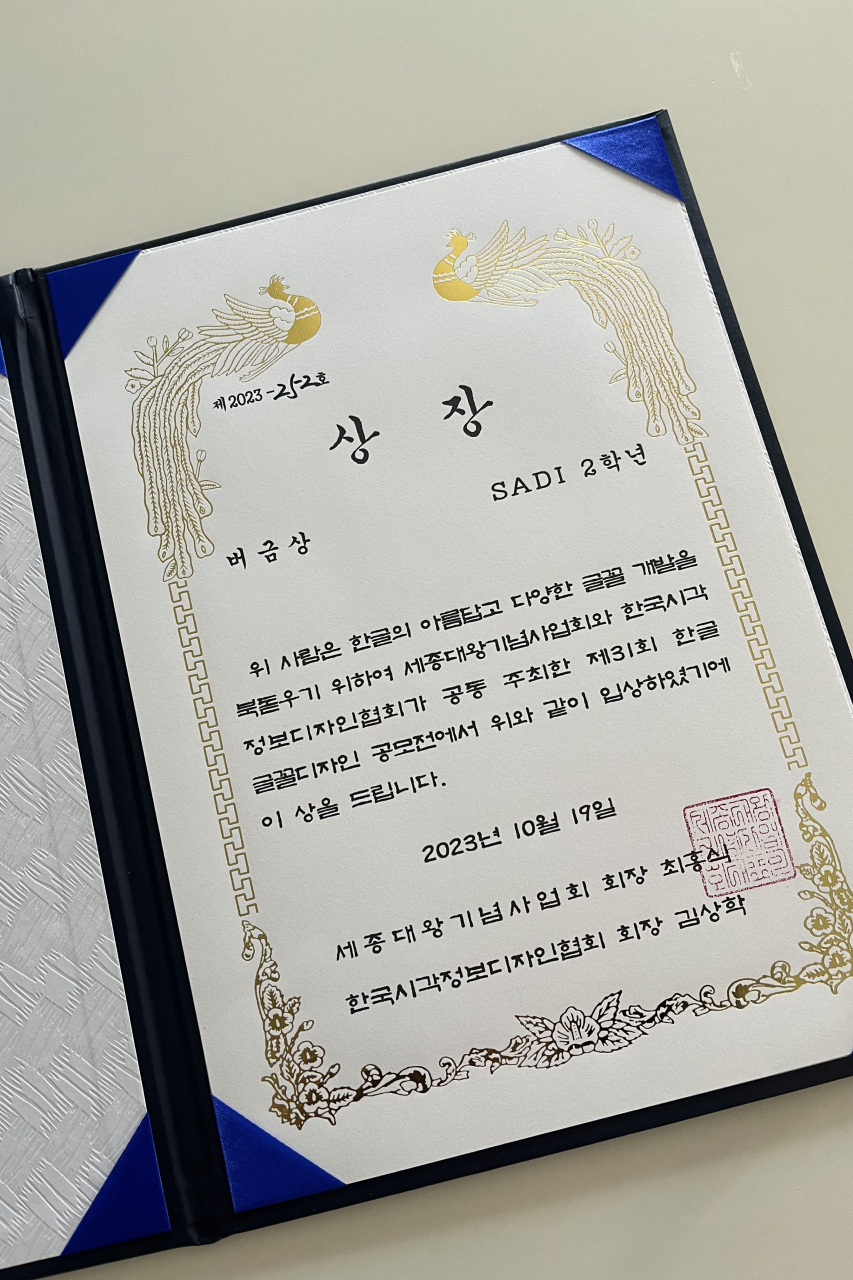 제 2023 - 25-2호
상 장
SADI 2학년
버금상
위 사람은 한글의 아름답고 다양한 글꼴 개발을
북돋우기 위하여 세종대왕기념사업회와 한국시각
정보디자인협회가 공동 주최한 제31회 한글
글꼴디자인 공모전에서 위와 같이 입상하였기에
이 상을 드립니다.
2023년 10월 19일
세종대왕기념사업회 회장 최홍식
한국시각정보디자인협회 회장 김상학